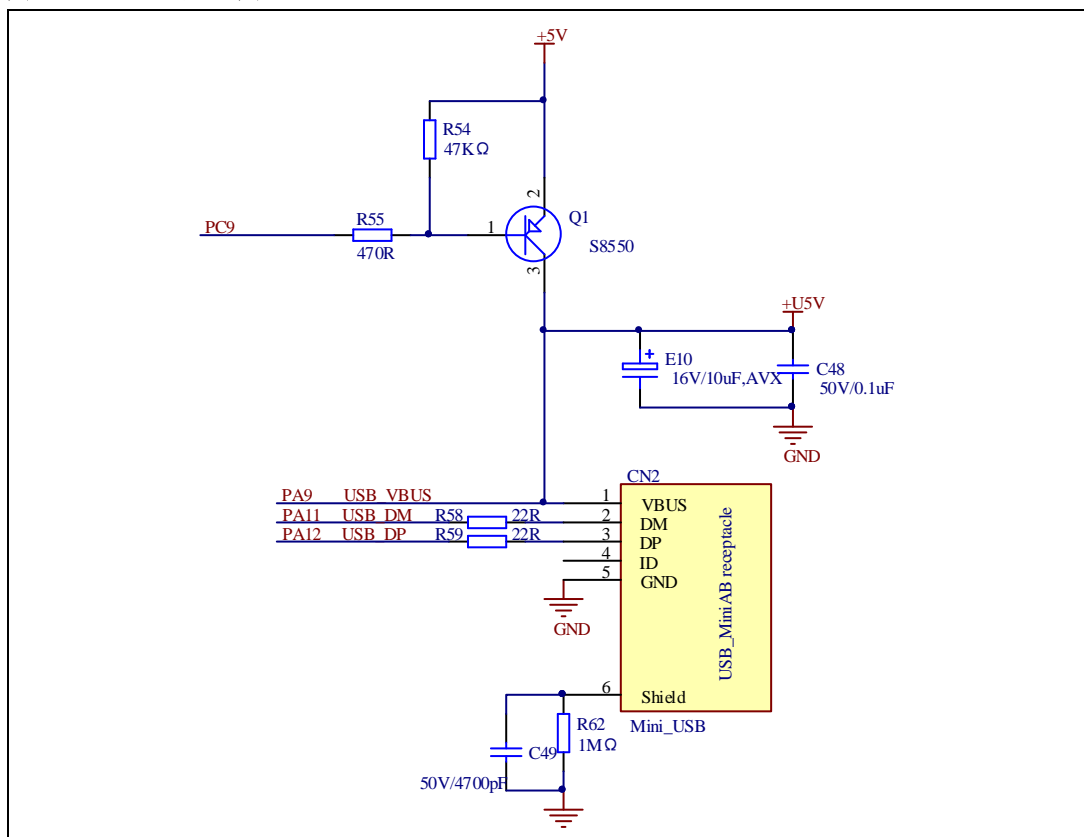 +5V
R54
47KΩ
2
Q1
PC9
R55
1
S8550
470R
3
+U5V
E10
16V/10uF,AVX
C48
50V/0.1uF
GND
CN2
PA9 USB_VBUS 1 VBUS
PA11 USB_DM R58 22R 2 DM
PA12 USB_DP R59 22R 3 DP
4 ID
5 GND
GND
USB_MiniAB receptacle
6 Shield
Mini_USB
R62
1MΩ
C49
50V/4700pF